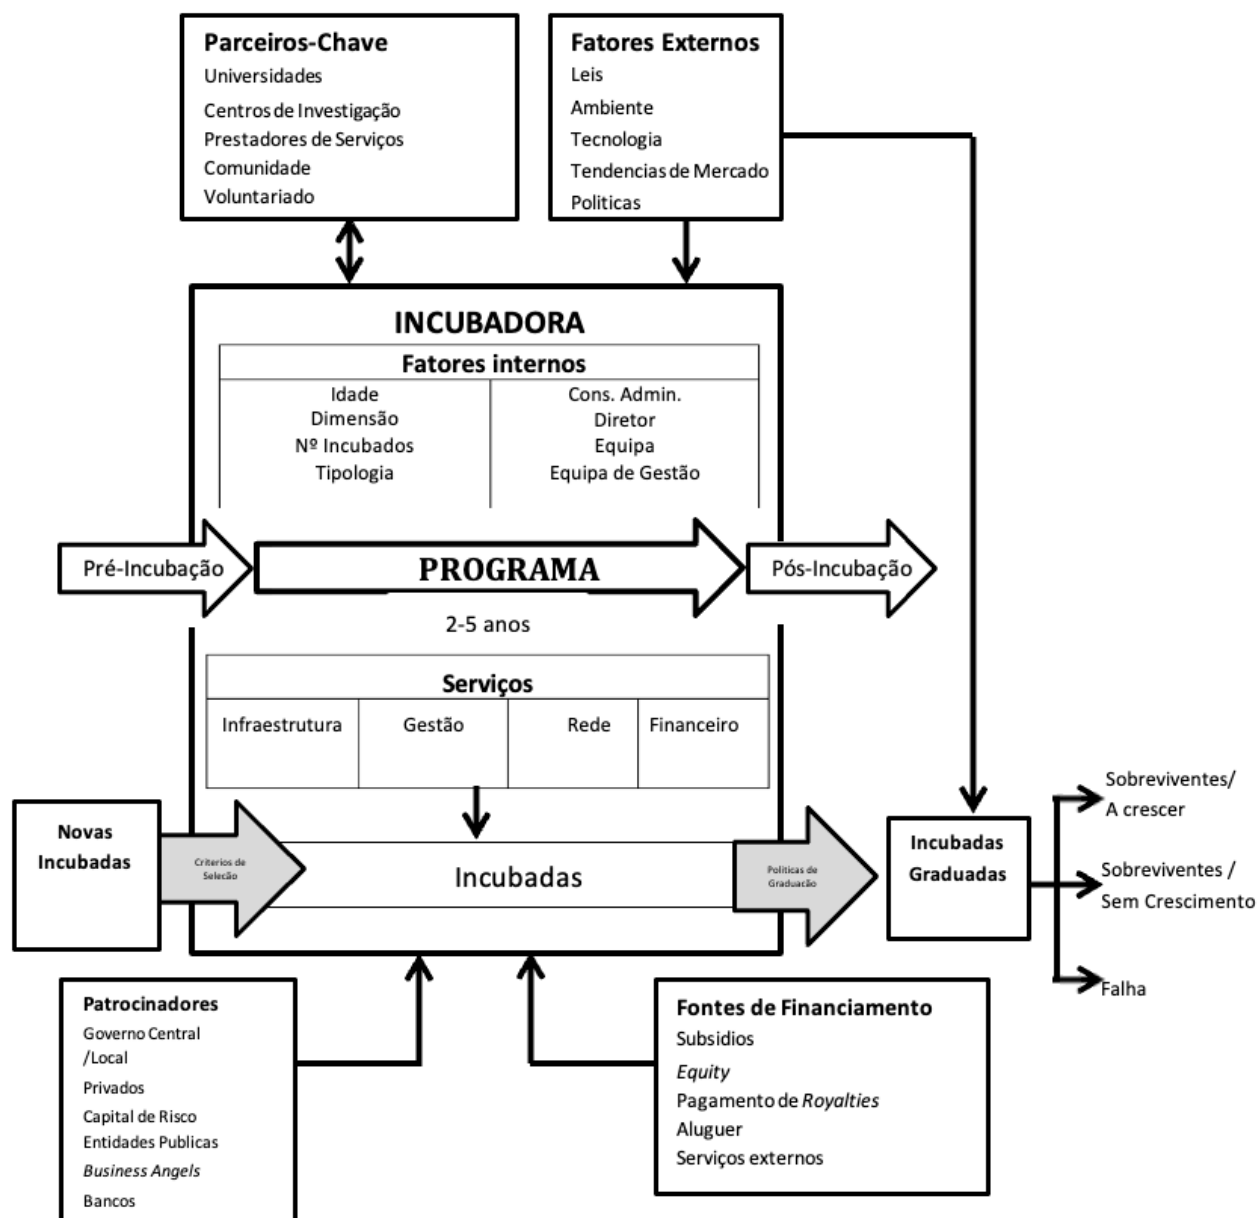 Parceiros-Chave
Universidades
Centros de Investigação
Prestadores de Serviços
Comunidade
Voluntariado
Fatores Externos
Leis
Ambiente
Tecnologia
Tendencias de Mercado
Politicas
INCUBADORA
Fatores internos
Idade
Dimensão
Nº Incubados
Tipologia
Cons. Admin.
Diretor
Equipa
Equipa de Gestão
Pré-Incubação
PROGRAMA
Pós-Incubação
2-5 anos
Serviços
Infraestrutura
Gestão
Rede
Financeiro
Novas
Incubadas
Criterios de
Selecão
Incubadas
Politicas de
Graduacão
Incubadas
Graduadas
Sobreviventes/
A crescer
Sobreviventes /
Sem Crescimento
Falha
Patrocinadores
Governo Central
/Local
Privados
Capital de Risco
Entidades Publicas
Business Angels
Bancos
Fontes de Financiamento
Subsidios
Equity
Pagamento de Royalties
Aluguer
Serviços externos